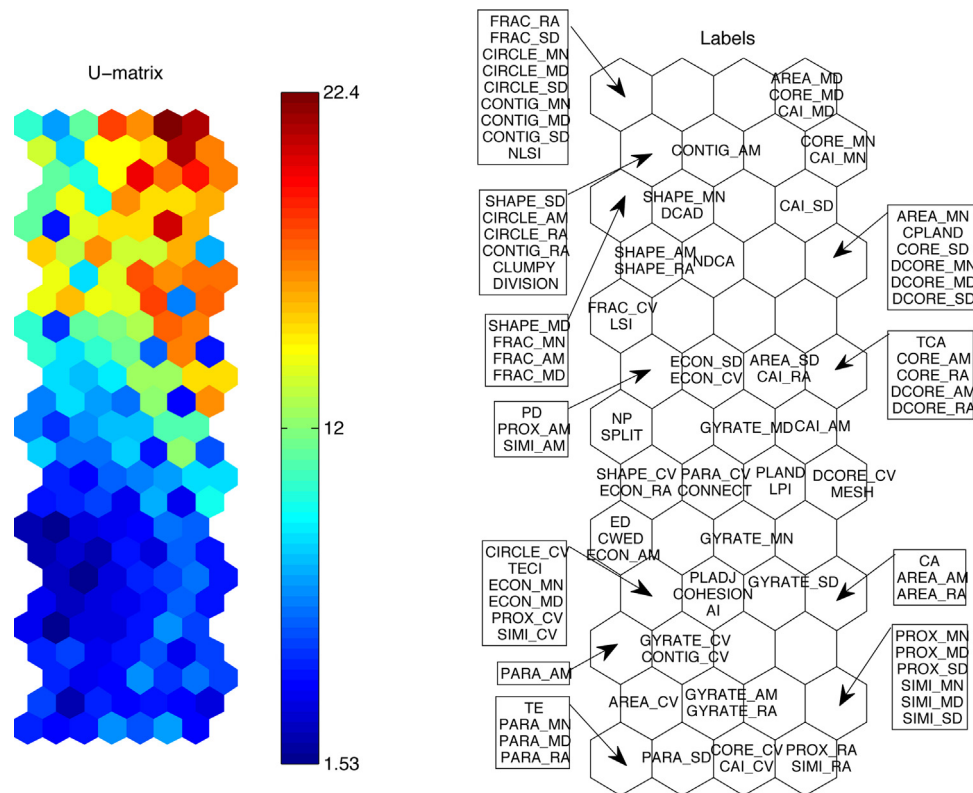 U-matrix
22.4
12
1.53
Labels
FRAC_RA
FRAC_SD
CIRCLE_MN
CIRCLE_MD
CIRCLE_SD
CONTIG_MN
CONTIG_MD
CONTIG_SD
NLSI
AREA_MD
CORE_MD
CAI_MD
CONTIG_AM
CORE_MN
CAI_MN
SHAPE_SD
CIRCLE_AM
CIRCLE_RA
CONTIG_RA
CLUMPY
DIVISION
SHAPE_MN
DCAD
CAI_SD
AREA_MN
CPLAND
CORE_SD
DCORE_MN
DCORE_MD
DCORE_SD
SHAPE_AM
SHAPE_RA
NDCA
SHAPE_MD
FRAC_MN
FRAC_AM
FRAC_MD
FRAC_CV
LSI
TCA
CORE_AM
CORE_RA
DCORE_AM
DCORE_RA
ECON_SD
ECON_CV
AREA_SD
CAI_RA
PD
PROX_AM
SIMI_AM
NP
SPLIT
GYRATE_MD
CAI_AM
SHAPE_CV
ECON_RA
PARA_CV
CONNECT
PLAND
LPI
DCORE_CV
MESH
ED
CWED
ECON_AM
GYRATE_MN
CIRCLE_CV
TECI
ECON_MN
ECON_MD
PROX_CV
SIMI_CV
PLADJ
COHESION
AI
GYRATE_SD
CA
AREA_AM
AREA_RA
GYRATE_CV
CONTIG_CV
PARA_AM
PROX_MN
PROX_MD
PROX_SD
SIMI_MN
SIMI_MD
SIMI_SD
AREA_CV
GYRATE_AM
GYRATE_RA
TE
PARA_MN
PARA_MD
PARA_RA
PARA_SD
CORE_CV
CAI_CV
PROX_RA
SIMI_RA